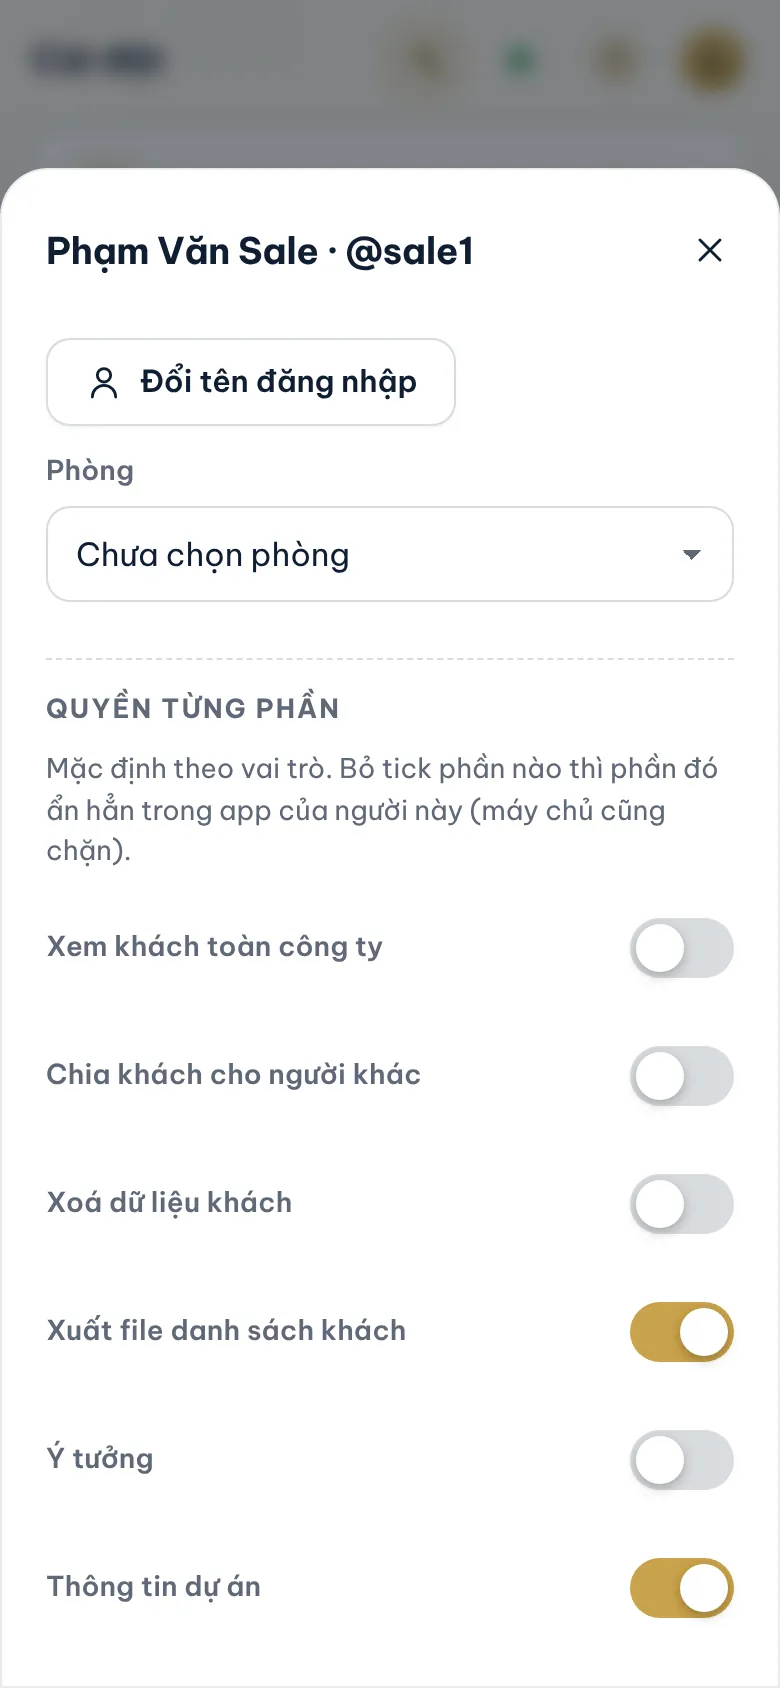 Phạm Văn Sale · @sale1
Đổi tên đăng nhập
Phòng
Chưa chọn phòng
QUYỀN TỪNG PHẦN
Mặc định theo vai trò. Bỏ tick phần nào thì phần đó
ẩn hẳn trong app của người này (máy chủ cũng
chặn).
Xem khách toàn công ty
Chia khách cho người khác
Xoá dữ liệu khách
Xuất file danh sách khách
Ý tưởng
Thông tin dự án